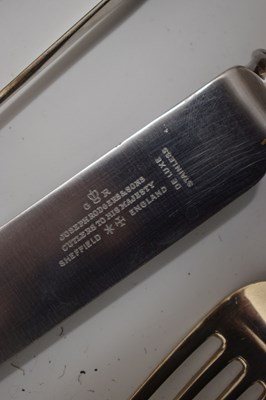 G R
JOSEPH RODGERS & SONS
CUTLERS TO HIS MAJESTY
SHEFFIELD ENGLAND
STAINLESS
DE LUXE